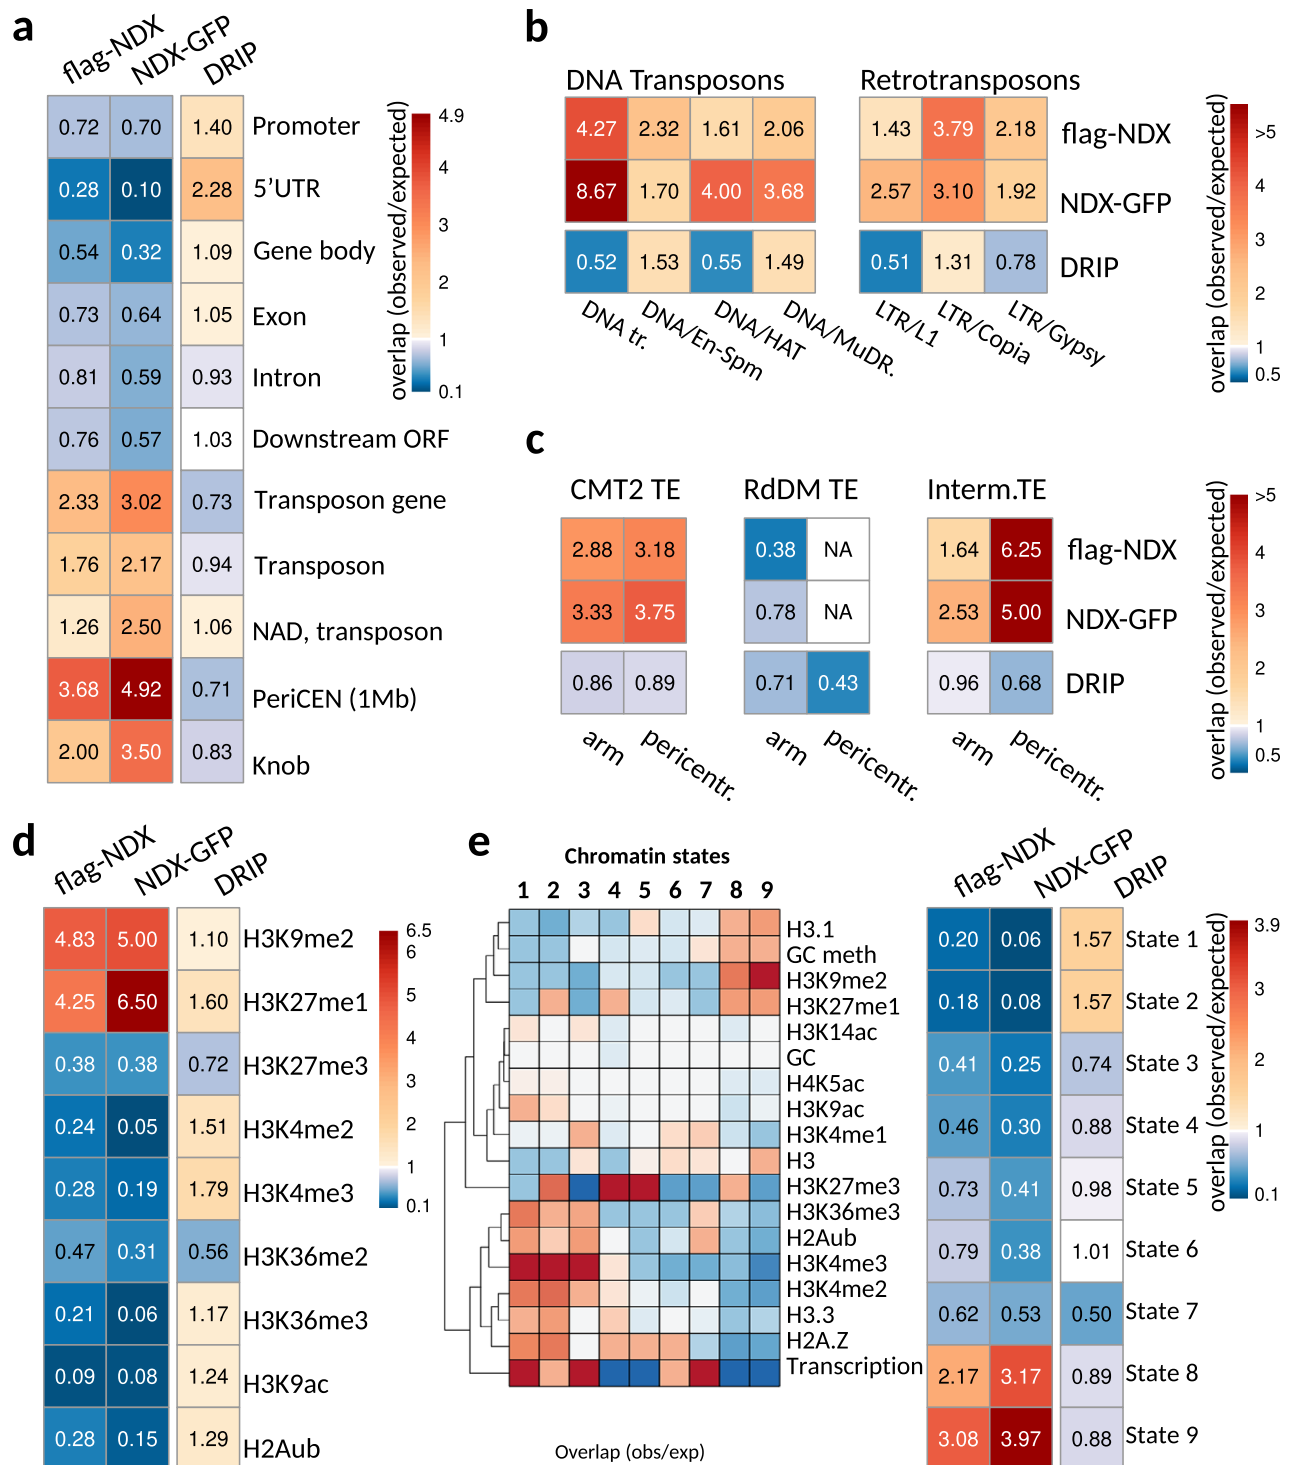 a
flag-NDX NDX-GFP DRIP
0.72 0.70 1.40 Promoter
0.28 0.10 2.28 5’UTR
0.54 0.32 1.09 Gene body
0.73 0.64 1.05 Exon
0.81 0.59 0.93 Intron
0.76 0.57 1.03 Downstream ORF
2.33 3.02 0.73 Transposon gene
1.76 2.17 0.94 Transposon
1.26 2.50 1.06 NAD, transposon
3.68 4.92 0.71 PeriCEN (1Mb)
2.00 3.50 0.83 Knob
overlap (observed/expected)
4.9
4
3
2
1
0.1
b
DNA Transposons Retrotransposons
4.27 2.32 1.61 2.06 1.43 3.79 2.18 flag-NDX
8.67 1.70 4.00 3.68 2.57 3.10 1.92 NDX-GFP
0.52 1.53 0.55 1.49 0.51 1.31 0.78 DRIP
DNA tr. DNA/En-Spm DNA/HAT DNA/MuDR. LTR/L1 LTR/Copia LTR/Gypsy
overlap (observed/expected)
>5
4
3
2
1
0.5
c
CMT2 TE RdDM TE Interm.TE
2.88 3.18 0.38 NA 1.64 6.25 flag-NDX
3.33 3.75 0.78 NA 2.53 5.00 NDX-GFP
0.86 0.89 0.71 0.43 0.96 0.68 DRIP
arm pericentr. arm pericentr. arm pericentr.
overlap (observed/expected)
>5
4
3
2
1
0.5
d
flag-NDX NDX-GFP DRIP
4.83 5.00 1.10 H3K9me2
4.25 6.50 1.60 H3K27me1
0.38 0.38 0.72 H3K27me3
0.24 0.05 1.51 H3K4me2
0.28 0.19 1.79 H3K4me3
0.47 0.31 0.56 H3K36me2
0.21 0.06 1.17 H3K36me3
0.09 0.08 1.24 H3K9ac
0.28 0.15 1.29 H2Aub
6.5
6
5
4
3
2
1
0.1
e
Chromatin states
1 2 3 4 5 6 7 8 9
H3.1
GC meth
H3K9me2
H3K27me1
H3K14ac
GC
H4K5ac
H3K9ac
H3K4me1
H3
H3K27me3
H3K36me3
H2Aub
H3K4me3
H3K4me2
H3.3
H2A.Z
Transcription
Overlap (obs/exp)
flag-NDX NDX-GFP DRIP
0.20 0.06 1.57 State 1
0.18 0.08 1.57 State 2
0.41 0.25 0.74 State 3
0.46 0.30 0.88 State 4
0.73 0.41 0.98 State 5
0.79 0.38 1.01 State 6
0.62 0.53 0.50 State 7
2.17 3.17 0.89 State 8
3.08 3.97 0.88 State 9
overlap (observed/expected)
3.9
3
2
1
0.1